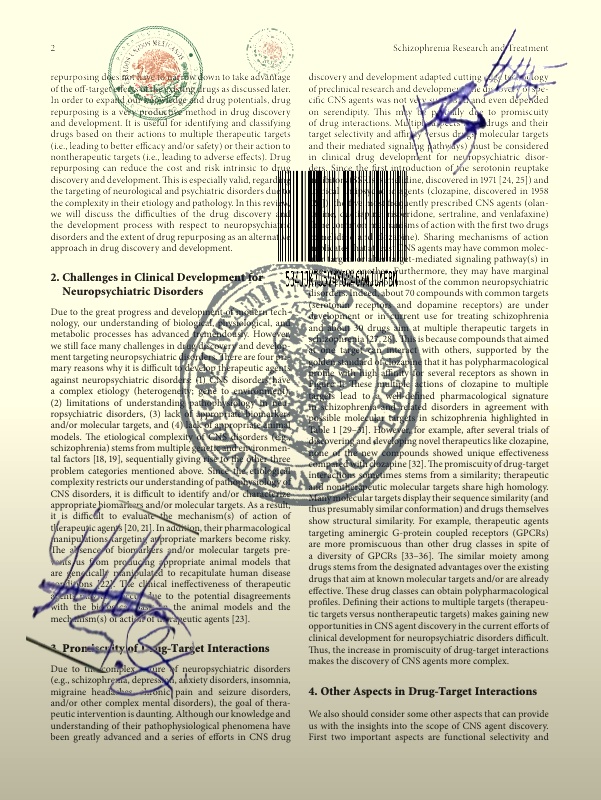 2
Schizophrenia Research and Treatment
repurposing does not have to narrow down to take advantage
of the off-target effects of the existing drugs as discussed later.
In order to expand our knowledge and drug potentials, drug
repurposing is a very productive method in drug discovery
and development. It is useful for identifying and classifying
drugs based on their actions to multiple therapeutic targets
(i.e., leading to better efficacy and/or safety) or their action to
nontherapeutic targets (i.e., leading to adverse effects). Drug
repurposing can reduce the cost and risk intrinsic to drug
discovery and development. This is especially valid, regarding
the targeting of neurological and psychiatric disorders due to
the complexity in their etiology and pathology. In this review,
we will discuss the difficulties of the drug discovery and
the development process with respect to neuropsychiatric
disorders and the extent of drug repurposing as an alternative
approach in drug discovery and development.
2. Challenges in Clinical Development for
Neuropsychiatric Disorders
Due to the great progress and development of modern tech-
nology, our understanding of biological, physiological, and
metabolic processes has advanced tremendously. However,
we still face many challenges in drug discovery and develop-
ment targeting neuropsychiatric disorders. There are four pri-
mary reasons why it is difficult to develop therapeutic agents
against neuropsychiatric disorders: (1) CNS disorders have
a complex etiology (heterogeneity; gene to environment),
(2) limitations of understanding pathophysiology in neu-
ropsychiatric disorders, (3) lack of appropriate biomarkers
and/or molecular targets, and (4) lack of appropriate animal
models. The etiological complexity of CNS disorders (e.g.,
schizophrenia) stems from multiple genetic and environmen-
tal factors [18, 19], sequentially giving rise to the other three
problem categories mentioned above. Since the etiological
complexity restricts our understanding of pathophysiology of
CNS disorders, it is difficult to identify and/or characterize
appropriate biomarkers and/or molecular targets. As a result,
it is difficult to evaluate the mechanism(s) of action of
therapeutic agents [20, 21]. In addition, their pharmacological
manipulations targeting appropriate markers become risky.
The absence of biomarkers and/or molecular targets pre-
vents us from producing appropriate animal models that
are genetically manipulated to recapitulate human disease
conditions [22]. The clinical ineffectiveness of therapeutic
agents may due to the potential disagreements
with the between the animal models and the
mechanism(s) of action of therapeutic agents [23].
3. Promiscuity of Drug-Target Interactions
Due to the complex nature of neuropsychiatric disorders
(e.g., schizophrenia, depression, anxiety disorders, insomnia,
migraine headaches, chronic pain and seizure disorders,
and/or other complex mental disorders), the goal of thera-
peutic intervention is daunting. Although our knowledge and
understanding of their pathophysiological phenomena have
been greatly advanced and a series of efforts in CNS drug
discovery and development adapted cutting edge technology
of preclinical research and development, the discovery of spe-
cific CNS agents was not very successful and even depended
on serendipity. This may be partially due to promiscuity
of drug interactions. Multiple aspects of drugs and their
target selectivity and affinity versus drug molecular targets
and their mediated signaling pathways) must be considered
in clinical drug development for neuropsychiatric disor-
ders. Since the first introduction of the serotonin reuptake
discovered in 1971 [24, 25]) and
agents (clozapine, discovered in 1958
frequently prescribed CNS agents (olan-
risperidone, sertraline, and venlafaxine)
of action with the first two drugs
Sharing mechanisms of action
CNS agents may have common molec-
target-mediated signaling pathway(s) in
Furthermore, they may have marginal
most of the common neuropsychiatric
disorders. Indeed, about 70 compounds with common targets
(serotonin receptors and dopamine receptors) are under
development or in current use for treating schizophrenia
and about 30 drugs aim at multiple therapeutic targets in
schizophrenia [27, 28]. This is because compounds that aimed
at one target can interact with others, supported by the
golden standard of clozapine that it has polypharmacological
profile with high affinity for several receptors as shown in
Figure 1. These multiple actions of clozapine to multiple
targets lead to a well-defined pharmacological signature
in schizophrenia and related disorders in agreement with
possible molecular targets in schizophrenia highlighted in
Table 1 [29–31]. However, for example, after several trials of
discovering and developing novel therapeutics like clozapine,
none of the new compounds showed unique effectiveness
compared with clozapine [32]. The promiscuity of drug-target
interactions sometimes stems from a similarity; therapeutic
and nontherapeutic molecular targets share high homology.
Many molecular targets display their sequence similarity (and
thus presumably similar conformation) and drugs themselves
show structural similarity. For example, therapeutic agents
targeting aminergic G-protein coupled receptors (GPCRs)
are more promiscuous than other drug classes in spite of
a diversity of GPCRs [33–36]. The similar moiety among
drugs stems from the designated advantages over the existing
drugs that aim at known molecular targets and/or are already
effective. These drug classes can obtain polypharmacological
profiles. Defining their actions to multiple targets (therapeu-
tic targets versus nontherapeutic targets) makes gaining new
opportunities in CNS agent discovery in the current efforts of
clinical development for neuropsychiatric disorders difficult.
Thus, the increase in promiscuity of drug-target interactions
makes the discovery of CNS agents more complex.
4. Other Aspects in Drug-Target Interactions
We also should consider some other aspects that can provide
us with the insights into the scope of CNS agent discovery.
First two important aspects are functional selectivity and